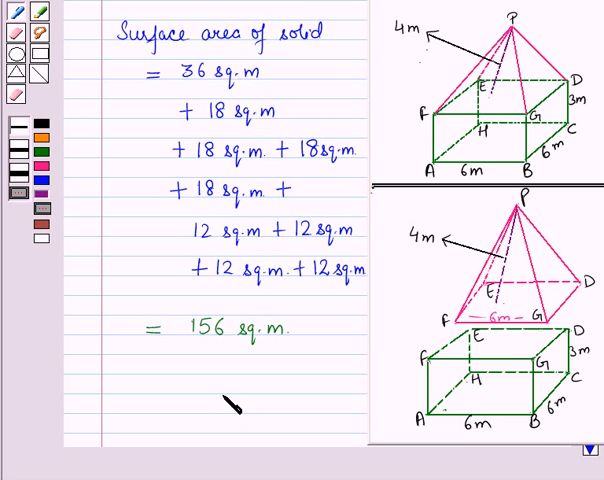 Surface area of solid
= 36 sq.m
+ 18 sq.m
+ 18 sq.m. + 18 sq.m.
+ 18 sq.m +
12 sq.m + 12 sq.m
+ 12 sq.m. + 12 sq.m
= 156 sq.m.
P
4m
E
D
F
G
3m
H
C
6m
A
6m
B
P
4m
E
D
F
6m
G
E
D
F
G
3m
H
C
6m
A
6m
B